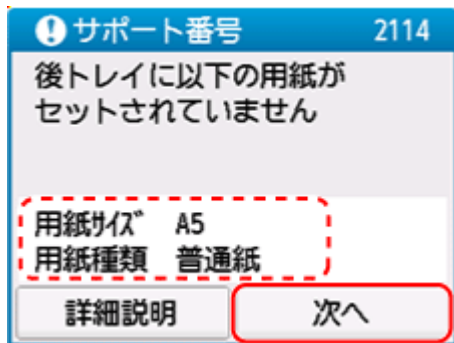 サポート番号 2114
後トレイに以下の用紙が
セットされていません
用紙ｻｲｽﾞ A5
用紙種類 普通紙
詳細説明 次へ